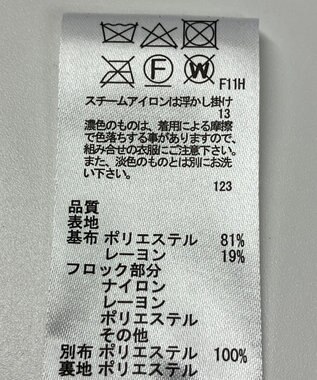 F
W
F11H
スチームアイロンは浮かし掛け
13
濃色のものは、着用による摩擦
で色落ちする事がありますので、
組み合せの衣服にご注意下さい。
また、淡色のものとは別にお洗
い下さい。
123
品質
表地
基布 ポリエステル 81%
レーヨン 19%
フロック部分
ナイロン
レーヨン
ポリエステル
その他
別布 ポリエステル 100%
裏地 ポリエステル